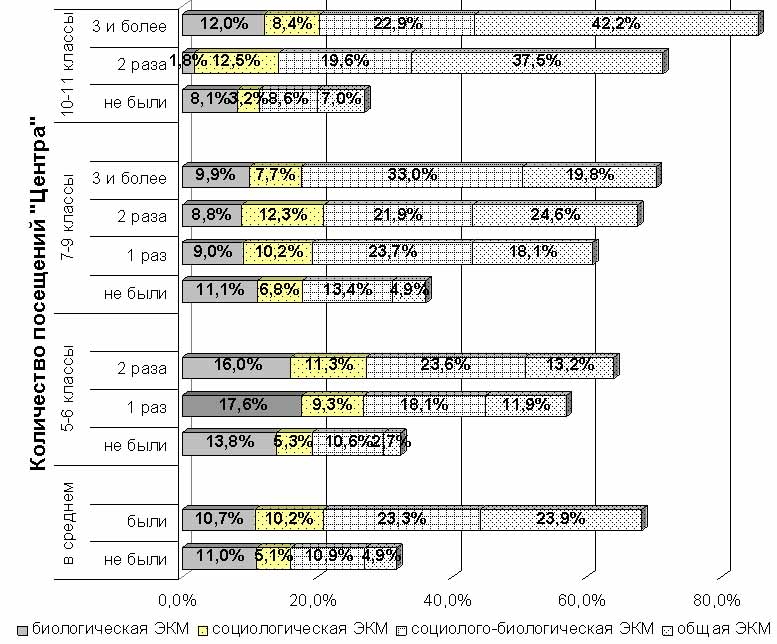 Количество посещений "Центра"
10-11 классы
3 и более 12,0% 8,4% 22,9% 42,2%
2 раза 1,8% 12,5% 19,6% 37,5%
не были 8,1% 3,2% 8,6% 7,0%
7-9 классы
3 и более 9,9% 7,7% 33,0% 19,8%
2 раза 8,8% 12,3% 21,9% 24,6%
1 раз 9,0% 10,2% 23,7% 18,1%
не были 11,1% 6,8% 13,4% 4,9%
5-6 классы
2 раза 16,0% 11,3% 23,6% 13,2%
1 раз 17,6% 9,3% 18,1% 11,9%
не были 13,8% 5,3% 10,6% 2,7%
в среднем
были 10,7% 10,2% 23,3% 23,9%
не были 11,0% 5,1% 10,9% 4,9%
0,0% 20,0% 40,0% 60,0% 80,0%
биологическая ЭКМ социологическая ЭКМ социолого-биологическая ЭКМ общая ЭКМ